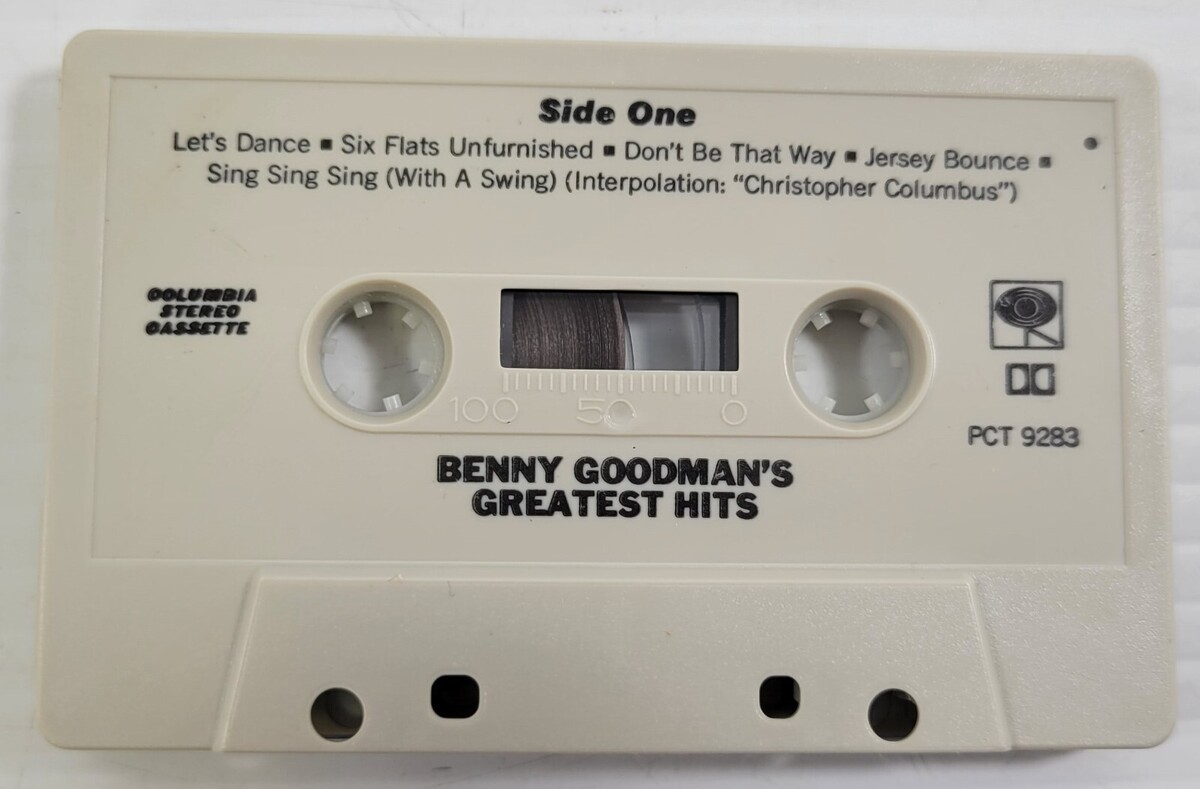 Side One
Let's Dance ▪ Six Flats Unfurnished ▪ Don't Be That Way ▪ Jersey Bounce ▪
Sing Sing Sing (With A Swing) (Interpolation: “Christopher Columbus”)
COLUMBIA
STEREO
CASSETTE
100 50 0
PCT 9283
BENNY GOODMAN'S
GREATEST HITS